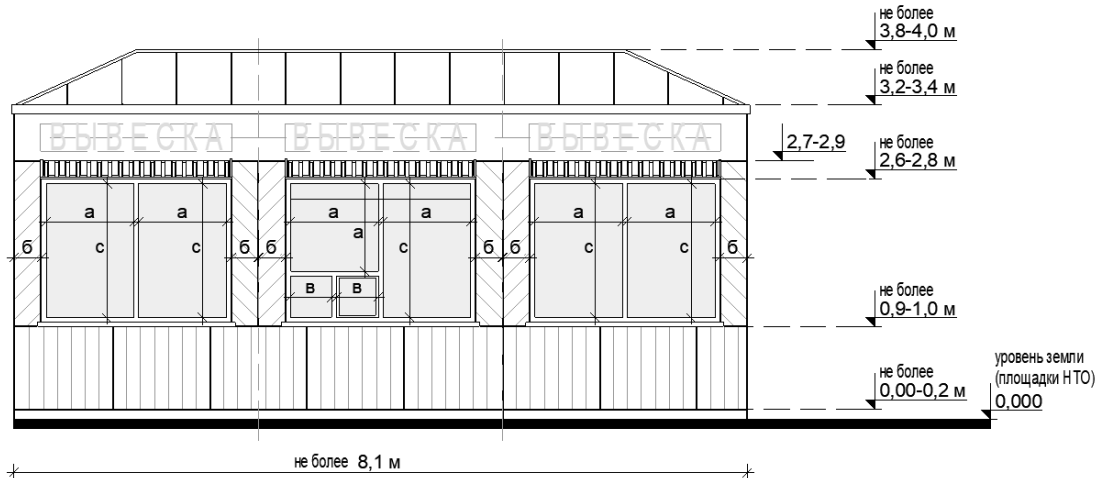 не более
3,8-4,0 м
не более
3,2-3,4 м
ВЫВЕСКА ВЫВЕСКА ВЫВЕСКА
2,7-2,9
не более
2,6-2,8 м
а а а а а а
а
б с с б б с б б с с б
в в
не более
0,9-1,0 м
уровень земли
(площадки НТО)
0,000
не более
0,00-0,2 м
не более 8,1 м